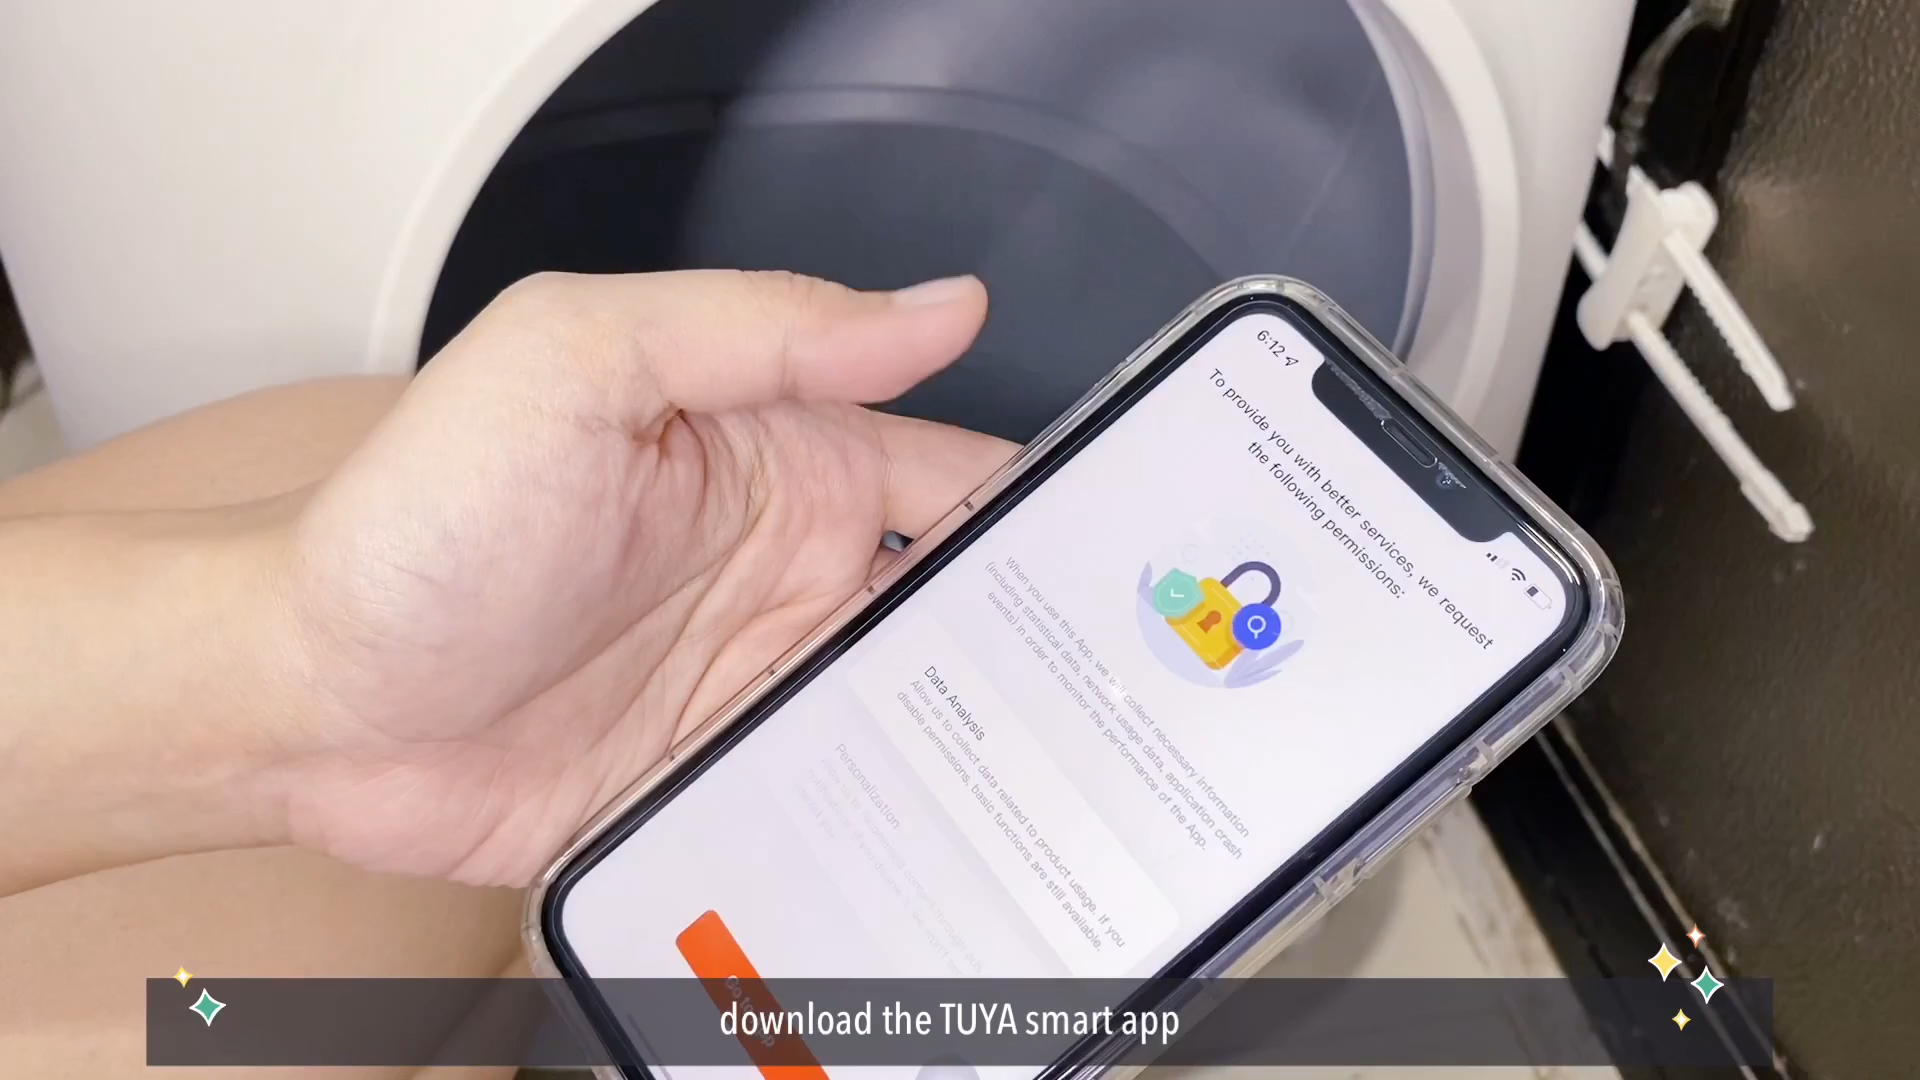 6:12
To provide you with better services, we request
the following permissions:
When you use this App, we will collect necessary information
(including statistical data, network usage data, application crash
events) in order to monitor the performance of the App.
Data Analysis
Allow us to collect data related to product usage. If you
disable permissions, basic functions are still available.
Personalization
Go to
download the TUYA smart app